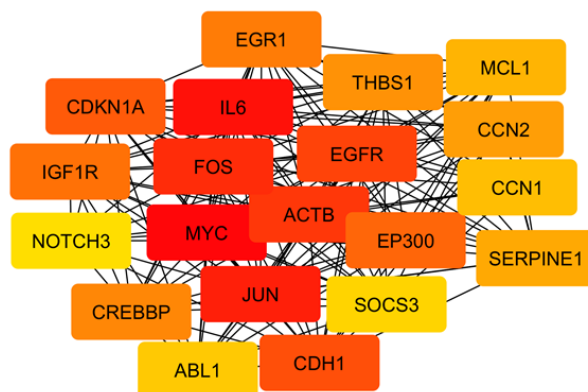 EGR1
MCL1
THBS1
CDKN1A
IL6
CCN2
FOS
EGFR
IGF1R
CCN1
ACTB
NOTCH3
MYC
EP300
SERPINE1
JUN
SOCS3
CREBBP
ABL1
CDH1